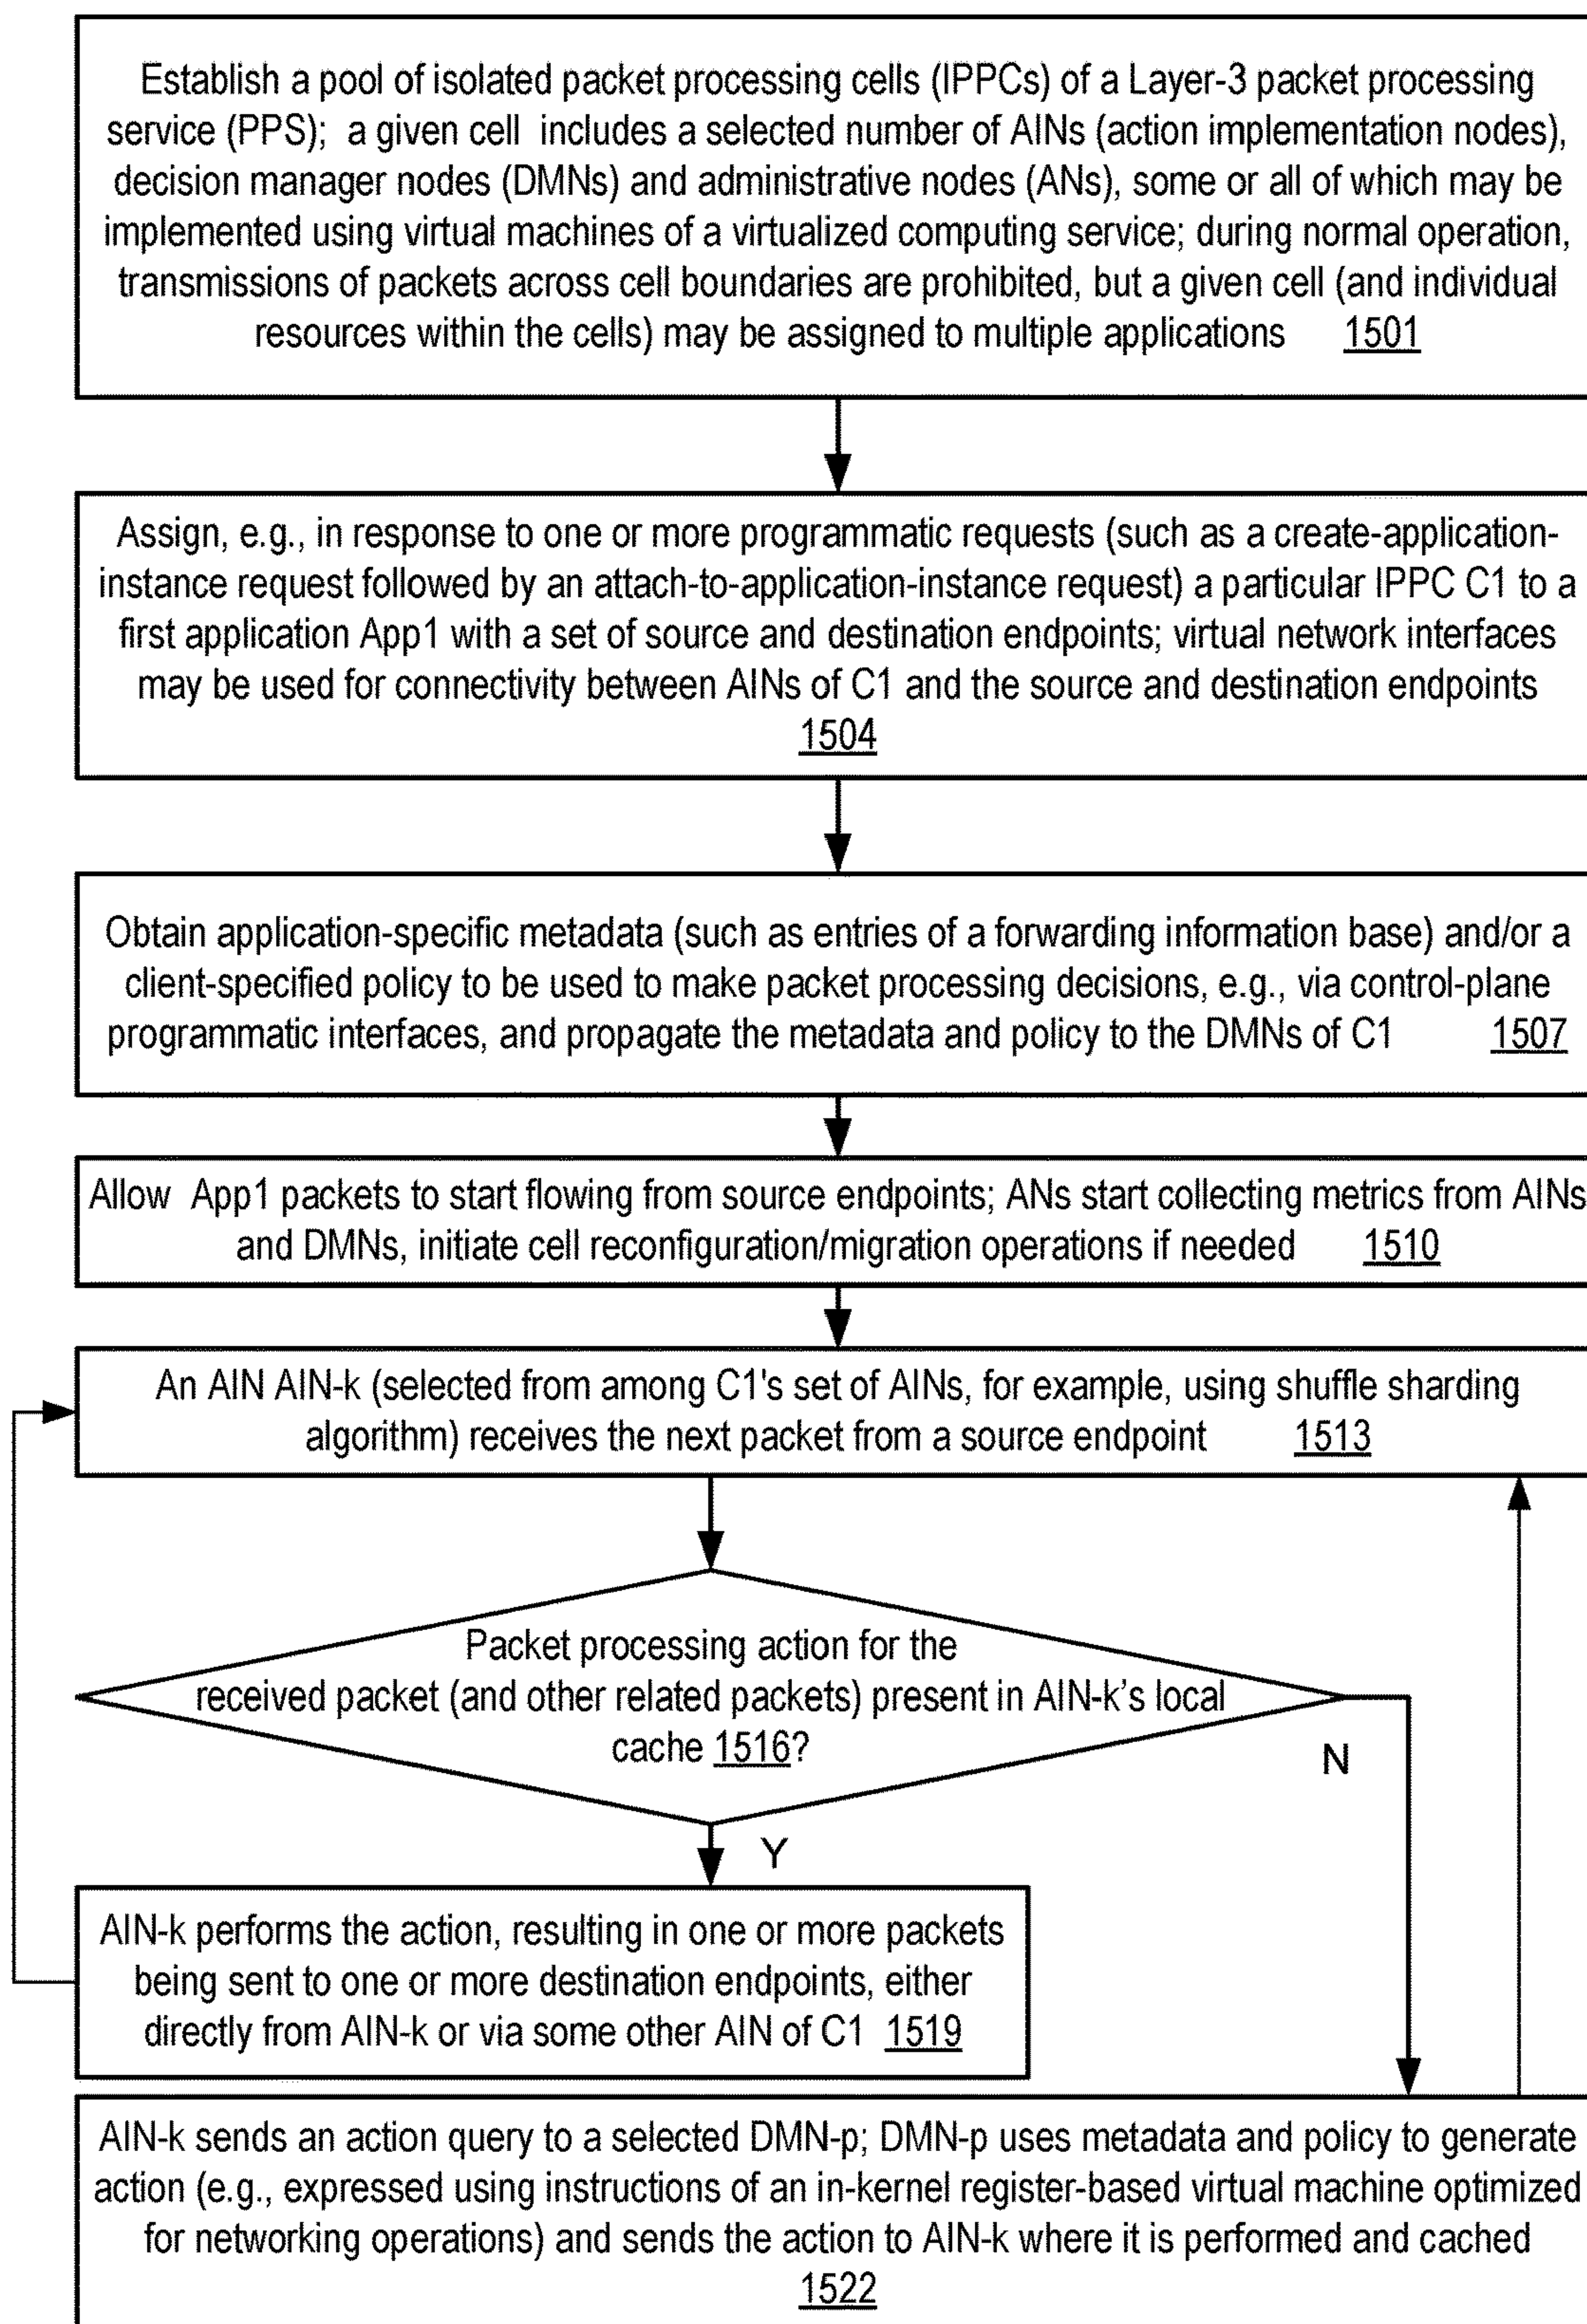 Establish a pool of isolated packet processing cells (IPPCs) of a Layer-3 packet processing
service (PPS); a given cell includes a selected number of AINs (action implementation nodes),
decision manager nodes (DMNs) and administrative nodes (ANs), some or all of which may be
implemented using virtual machines of a virtualized computing service; during normal operation,
transmissions of packets across cell boundaries are prohibited, but a given cell (and individual
resources within the cells) may be assigned to multiple applications 1501
Assign, e.g., in response to one or more programmatic requests (such as a create-application-
instance request followed by an attach-to-application-instance request) a particular IPPC C1 to a
first application App1 with a set of source and destination endpoints; virtual network interfaces
may be used for connectivity between AINs of C1 and the source and destination endpoints
1504
Obtain application-specific metadata (such as entries of a forwarding information base) and/or a
client-specified policy to be used to make packet processing decisions, e.g., via control-plane
programmatic interfaces, and propagate the metadata and policy to the DMNs of C1 1507
Allow App1 packets to start flowing from source endpoints; ANs start collecting metrics from AINs
and DMNs, initiate cell reconfiguration/migration operations if needed 1510
An AIN AIN-k (selected from among C1's set of AINs, for example, using shuffle sharding
algorithm) receives the next packet from a source endpoint 1513
Packet processing action for the
received packet (and other related packets) present in AIN-k's local
cache 1516?
N
Y
AIN-k performs the action, resulting in one or more packets
being sent to one or more destination endpoints, either
directly from AIN-k or via some other AIN of C1 1519
AIN-k sends an action query to a selected DMN-p; DMN-p uses metadata and policy to generate
action (e.g., expressed using instructions of an in-kernel register-based virtual machine optimized
for networking operations) and sends the action to AIN-k where it is performed and cached
1522